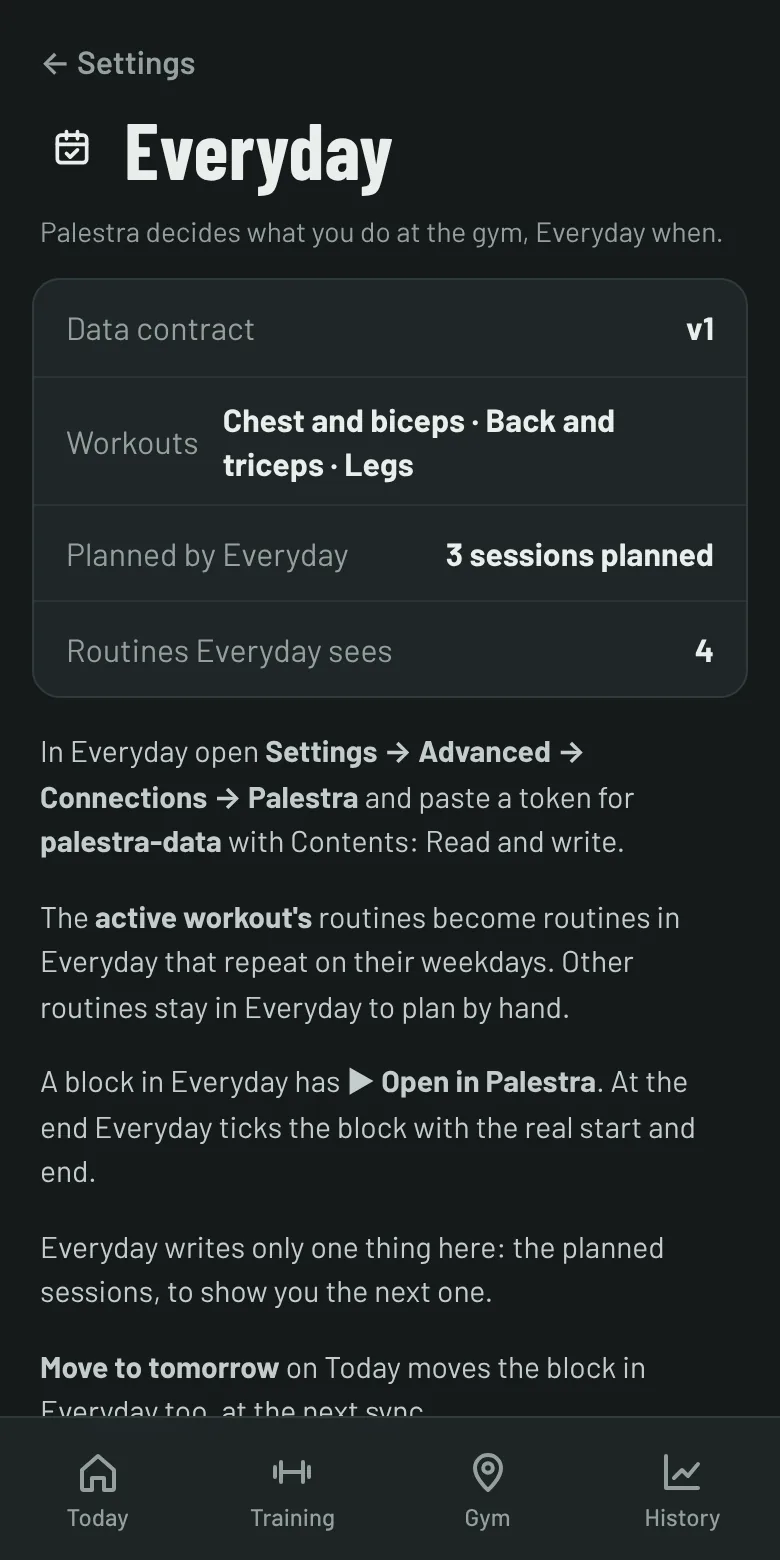 ← Settings
Everyday
Palestra decides what you do at the gym, Everyday when.
Data contract v1
Workouts Chest and biceps · Back and
triceps · Legs
Planned by Everyday 3 sessions planned
Routines Everyday sees 4
In Everyday open Settings → Advanced →
Connections → Palestra and paste a token for
palestra-data with Contents: Read and write.
The active workout's routines become routines in
Everyday that repeat on their weekdays. Other
routines stay in Everyday to plan by hand.
A block in Everyday has ▶ Open in Palestra. At the
end Everyday ticks the block with the real start and
end.
Everyday writes only one thing here: the planned
sessions, to show you the next one.
Move to tomorrow on Today moves the block in
Everyday too, at the next sync.
Today Training Gym History